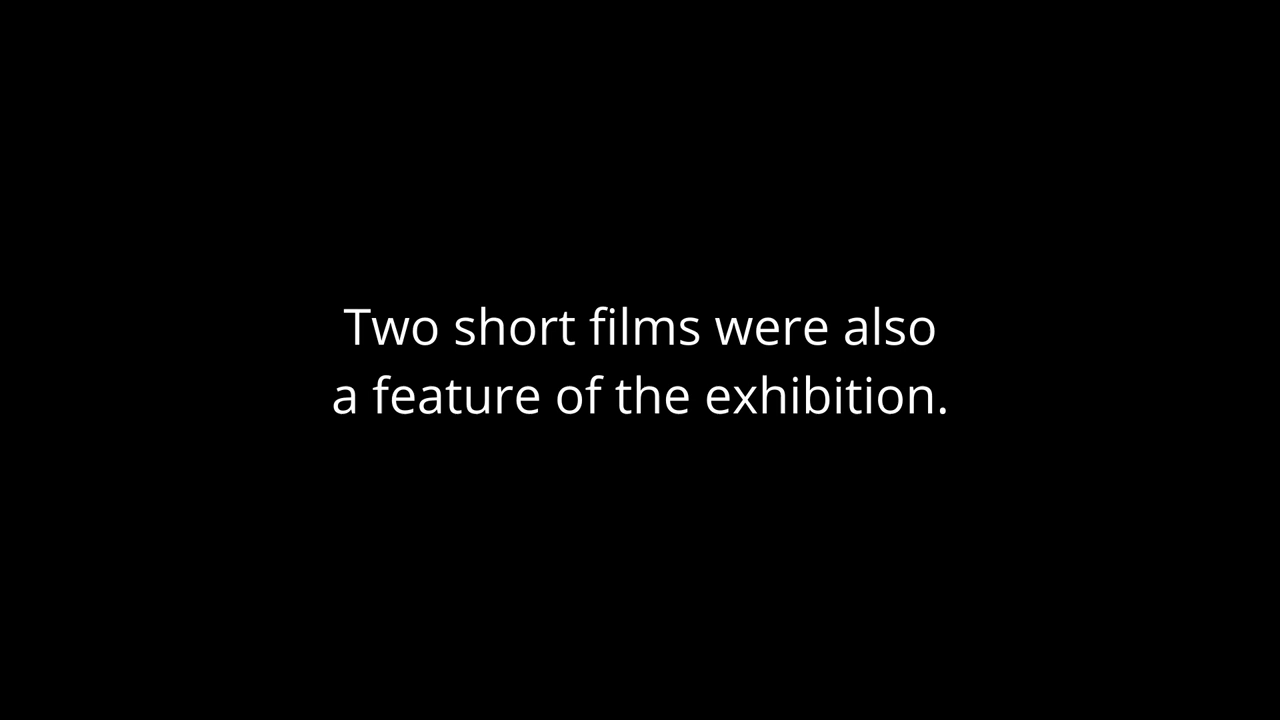 Two short films were also
a feature of the exhibition.